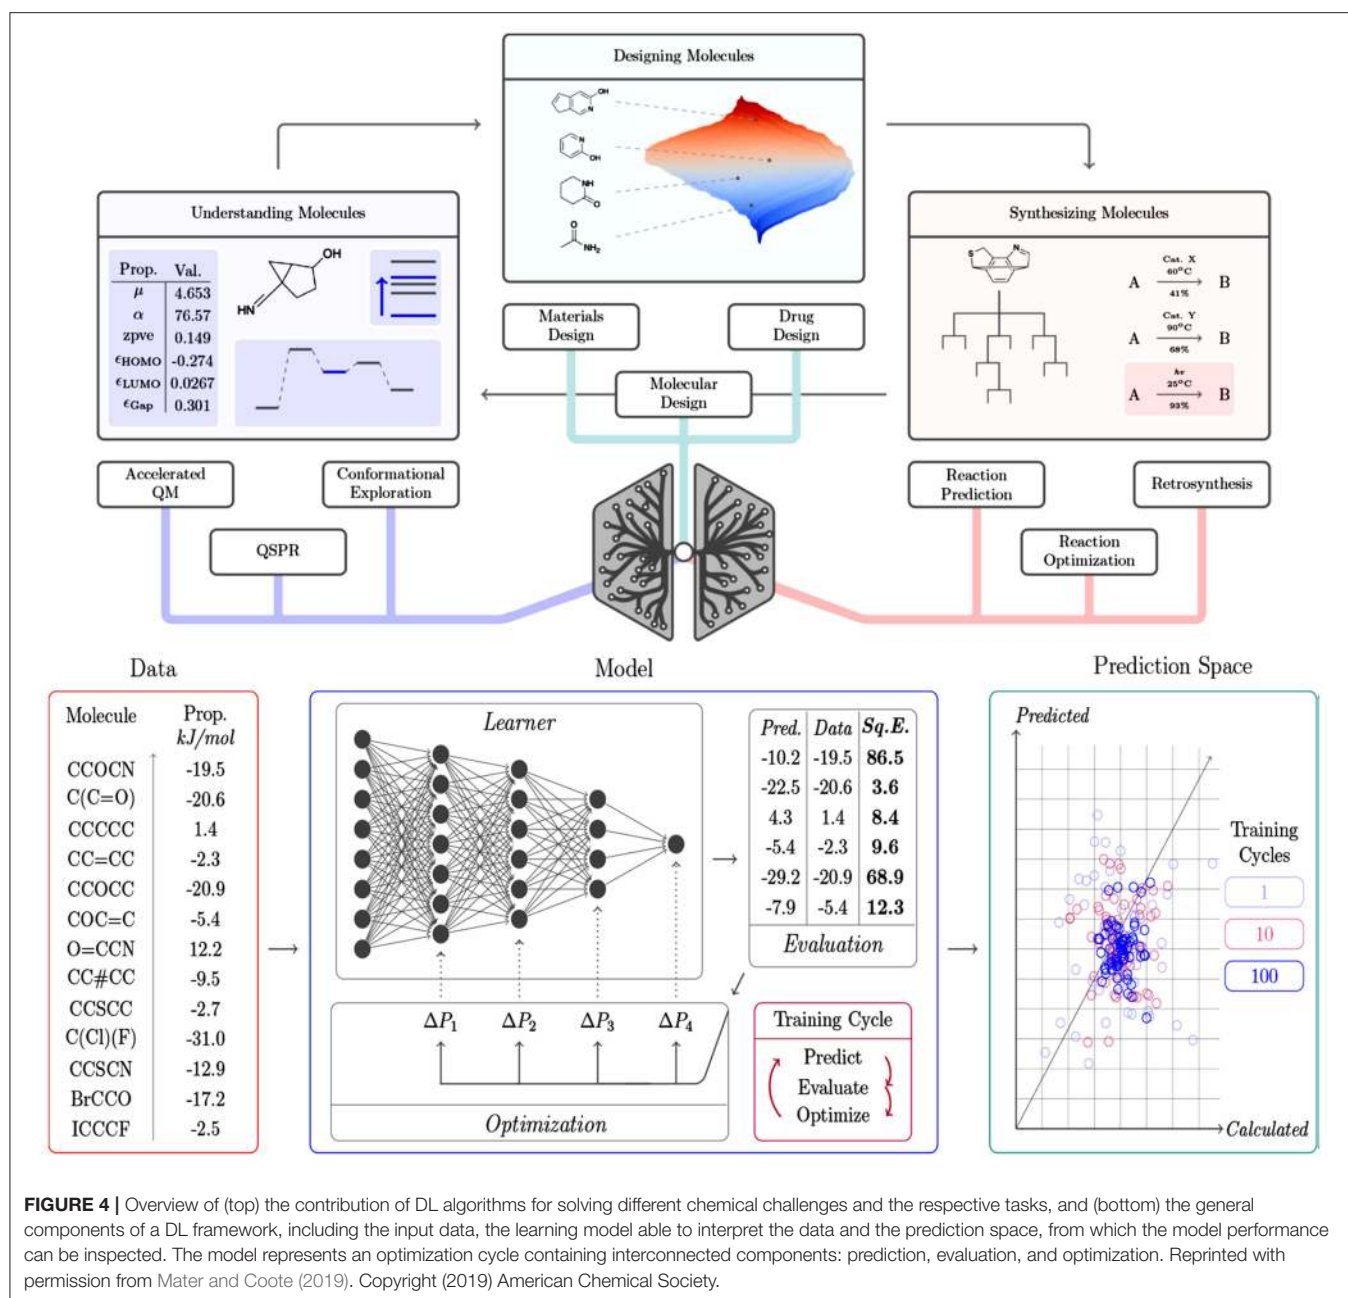 Designing Molecules
OH
N
N
OH
NH
O
O
NH₂
Understanding Molecules
Prop. Val.
μ 4.653
α 76.57
zpve 0.149
ϵHOMO -0.274
ϵLUMO 0.0267
ϵGap 0.301
OH
HN
Synthesizing Molecules
S
N
Cat. X
60°C
A B
41%
Cat. Y
90°C
A B
68%
hν
25°C
A B
93%
Materials
Design
Drug
Design
Molecular
Design
Accelerated
QM
Conformational
Exploration
QSPR
Reaction
Prediction
Retrosynthesis
Reaction
Optimization
Data
Molecule Prop.
kJ/mol
CCOCN -19.5
C(C=O) -20.6
CCCCC 1.4
CC=CC -2.3
CCOCC -20.9
COC=C -5.4
O=CCN 12.2
CC#CC -9.5
CCSCC -2.7
C(Cl)(F) -31.0
CCSCN -12.9
BrCCO -17.2
ICCCF -2.5
Model
Learner
Pred. Data Sq.E.
-10.2 -19.5 86.5
-22.5 -20.6 3.6
4.3 1.4 8.4
-5.4 -2.3 9.6
-29.2 -20.9 68.9
-7.9 -5.4 12.3
Evaluation
ΔP₁ ΔP₂ ΔP₃ ΔP₄
Optimization
Training Cycle
Predict
Evaluate
Optimize
Prediction Space
Predicted
Training
Cycles
1
10
100
Calculated
FIGURE 4 | Overview of (top) the contribution of DL algorithms for solving different chemical challenges and the respective tasks, and (bottom) the general
components of a DL framework, including the input data, the learning model able to interpret the data and the prediction space, from which the model performance
can be inspected. The model represents an optimization cycle containing interconnected components: prediction, evaluation, and optimization. Reprinted with
permission from Mater and Coote (2019). Copyright (2019) American Chemical Society.